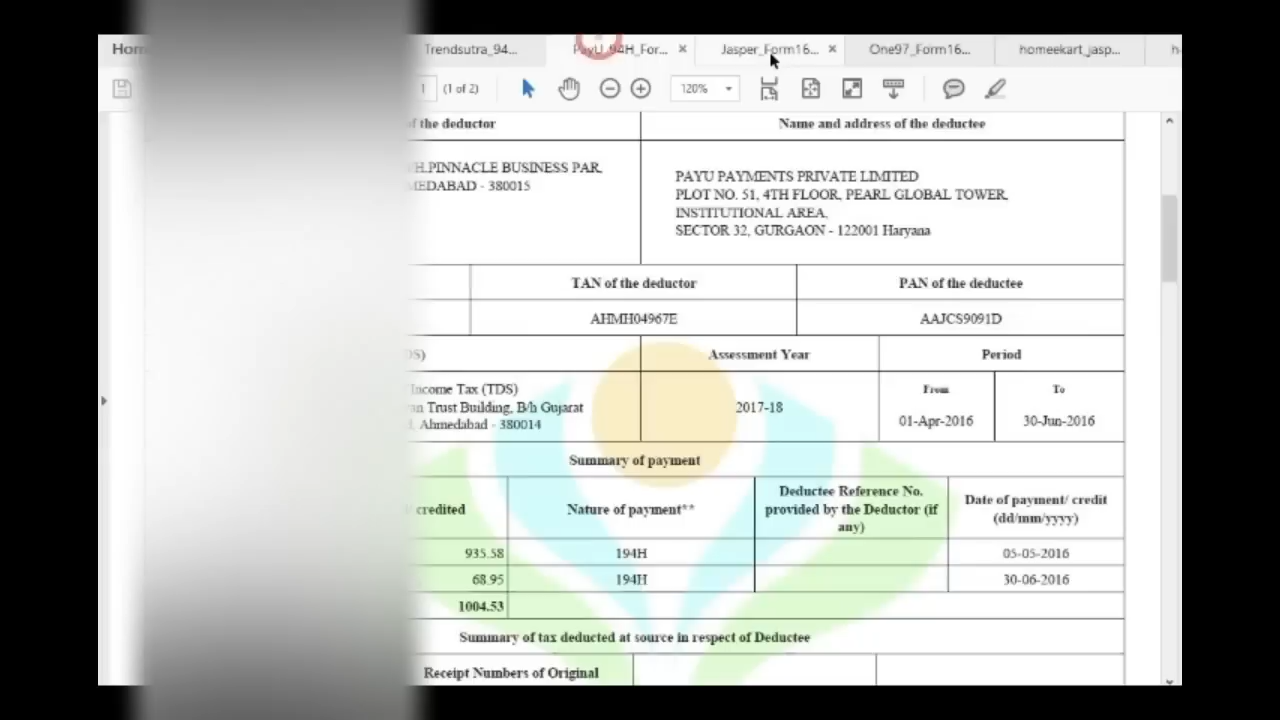 Hom
Trendsutra_94...
PayU_94H_For...
Jasper_Form16...
One97_Form16...
homeekart_jasp...
1 (1 of 2)
120%
of the deductor
Name and address of the deductee
H.PINNACLE BUSINESS PAR,
MEDABAD - 380015
PAYU PAYMENTS PRIVATE LIMITED
PLOT NO. 51, 4TH FLOOR, PEARL GLOBAL TOWER,
INSTITUTIONAL AREA,
SECTOR 32, GURGAON - 122001 Haryana
TAN of the deductor
PAN of the deductee
AHMH04967E
AAJCS9091D
DS)
Assessment Year
Period
Income Tax (TDS)
an Trust Building, B/h Gujarat
, Ahmedabad - 380014
2017-18
From
To
01-Apr-2016
30-Jun-2016
Summary of payment
credited
Nature of payment**
Deductee Reference No.
provided by the Deductor (if
any)
Date of payment/ credit
(dd/mm/yyyy)
935.58
194H
05-05-2016
68.95
194H
30-06-2016
1004.53
Summary of tax deducted at source in respect of Deductee
Receipt Numbers of Original